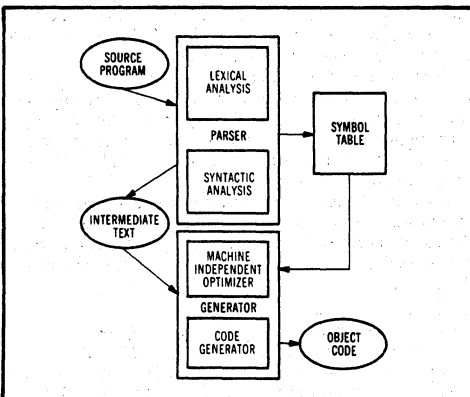 SOURCE
PROGRAM
LEXICAL
ANALYSIS
PARSER
SYMBOL
TABLE
SYNTACTIC
ANALYSIS
INTERMEDIATE
TEXT
MACHINE
INDEPENDENT
OPTIMIZER
GENERATOR
CODE
GENERATOR
OBJECT
CODE